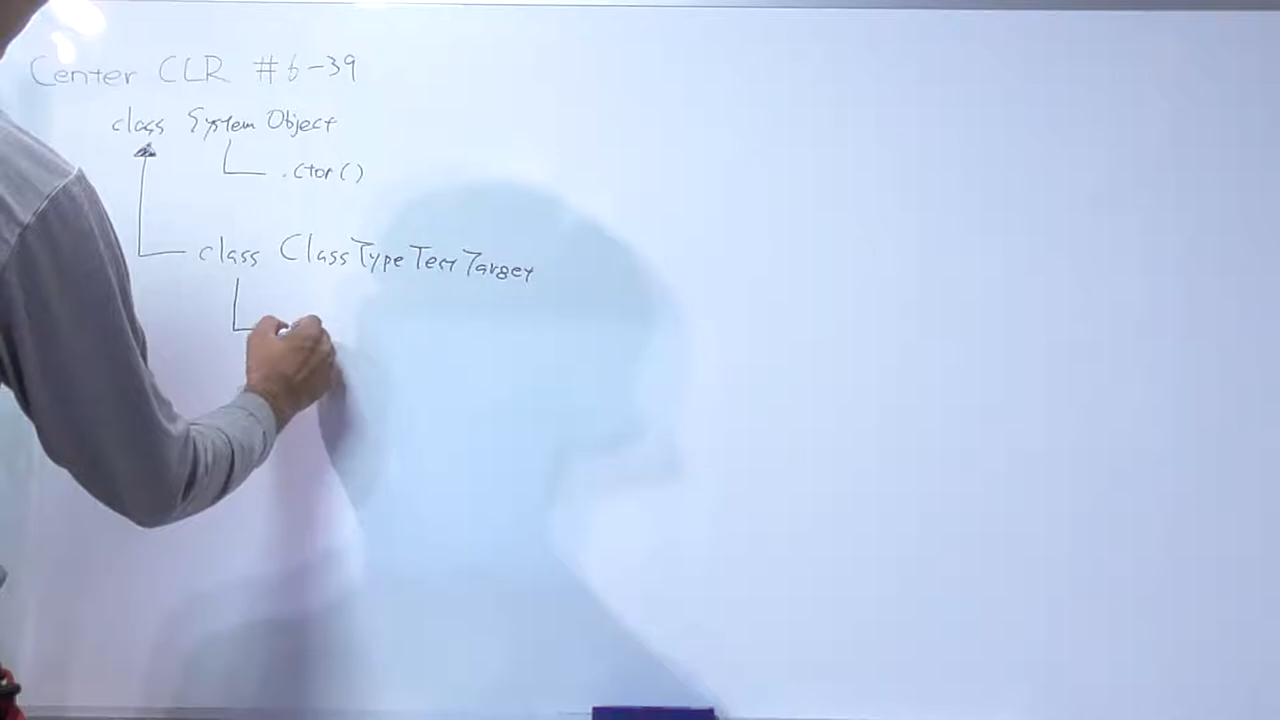 Center CLR #6-39
class System Object
.ctor()
class ClassTypeTestTarget